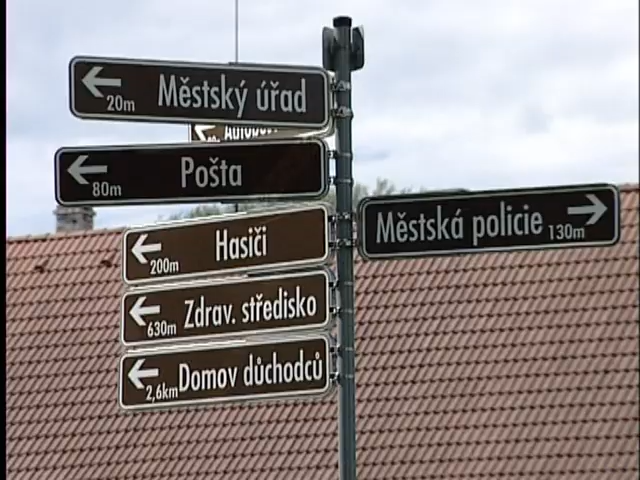 Městský úřad
20m
Pošta
80m
Hasiči
200m
Městská policie
130m
Zdrav. středisko
630m
Domov důchodců
2,6km